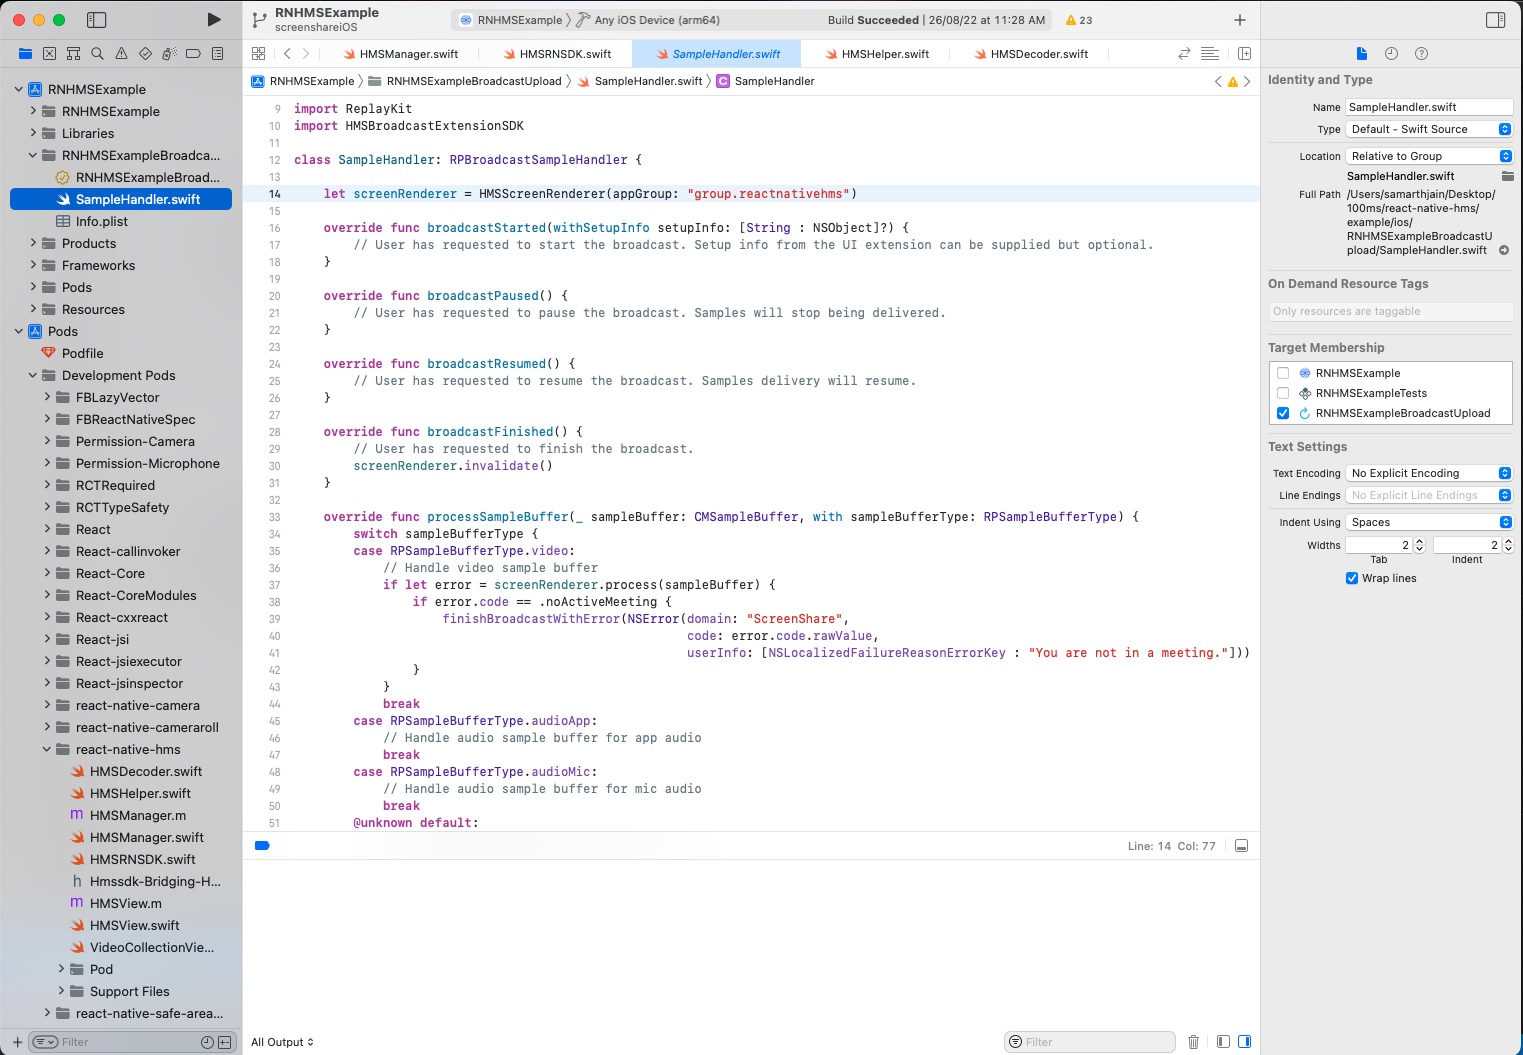 RNHMSExample
screenshareiOS
RNHMSExample
Any iOS Device (arm64)
Build Succeeded | 26/08/22 at 11:28 AM
23
HMSManager.swift
HMSRNSDK.swift
SampleHandler.swift
HMSHelper.swift
HMSDecoder.swift
RNHMSExample
RNHMSExampleBroadcastUpload
SampleHandler.swift
C SampleHandler
RNHMSExample
RNHMSExample
Libraries
RNHMSExampleBroadca...
RNHMSExampleBroad...
SampleHandler.swift
Info.plist
Products
Frameworks
Pods
Resources
Pods
Podfile
Development Pods
FBLazyVector
FBReactNativeSpec
Permission-Camera
Permission-Microphone
RCTRequired
RCTTypeSafety
React
React-callinvoker
React-Core
React-CoreModules
React-cxxreact
React-jsi
React-jsiexecutor
React-jsinspector
react-native-camera
react-native-cameraroll
react-native-hms
HMSDecoder.swift
HMSHelper.swift
m HMSManager.m
HMSManager.swift
HMSRNSDK.swift
h Hmssdk-Bridging-H...
m HMSView.m
HMSView.swift
VideoCollectionVie...
Pod
Support Files
react-native-safe-area...
Filter
9 import ReplayKit
10 import HMSBroadcastExtensionSDK
11
12 class SampleHandler: RPBroadcastSampleHandler {
13
14 let screenRenderer = HMSScreenRenderer(appGroup: "group.reactnativehms")
15
16 override func broadcastStarted(withSetupInfo setupInfo: [String : NSObject]?) {
17 // User has requested to start the broadcast. Setup info from the UI extension can be supplied but optional.
18 }
19
20 override func broadcastPaused() {
21 // User has requested to pause the broadcast. Samples will stop being delivered.
22 }
23
24 override func broadcastResumed() {
25 // User has requested to resume the broadcast. Samples delivery will resume.
26 }
27
28 override func broadcastFinished() {
29 // User has requested to finish the broadcast.
30 screenRenderer.invalidate()
31 }
32
33 override func processSampleBuffer(_ sampleBuffer: CMSampleBuffer, with sampleBufferType: RPSampleBufferType) {
34 switch sampleBufferType {
35 case RPSampleBufferType.video:
36 // Handle video sample buffer
37 if let error = screenRenderer.process(sampleBuffer) {
38 if error.code == .noActiveMeeting {
39 finishBroadcastWithError(NSError(domain: "ScreenShare",
40 code: error.code.rawValue,
41 userInfo: [NSLocalizedFailureReasonErrorKey : "You are not in a meeting."]))
42 }
43 }
44 break
45 case RPSampleBufferType.audioApp:
46 // Handle audio sample buffer for app audio
47 break
48 case RPSampleBufferType.audioMic:
49 // Handle audio sample buffer for mic audio
50 break
51 @unknown default:
Line: 14 Col: 77
All Output
Filter
Identity and Type
Name SampleHandler.swift
Type Default - Swift Source
Location Relative to Group
SampleHandler.swift
Full Path /Users/samarthjain/Desktop/
100ms/react-native-hms/
example/ios/
RNHMSExampleBroadcastU
pload/SampleHandler.swift
On Demand Resource Tags
Only resources are taggable
Target Membership
RNHMSExample
RNHMSExampleTests
RNHMSExampleBroadcastUpload
Text Settings
Text Encoding No Explicit Encoding
Line Endings No Explicit Line Endings
Indent Using Spaces
Widths 2 2
Tab Indent
Wrap lines